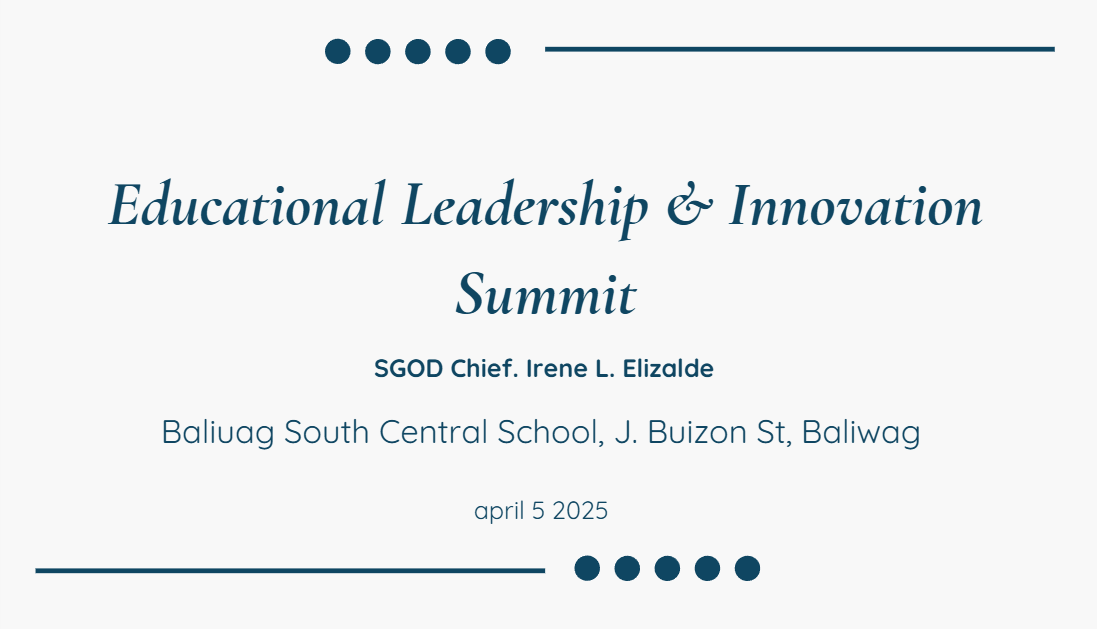 Educational Leadership & Innovation
Summit
SGOD Chief. Irene L. Elizalde
Baliuag South Central School, J. Buizon St, Baliwag
april 5 2025